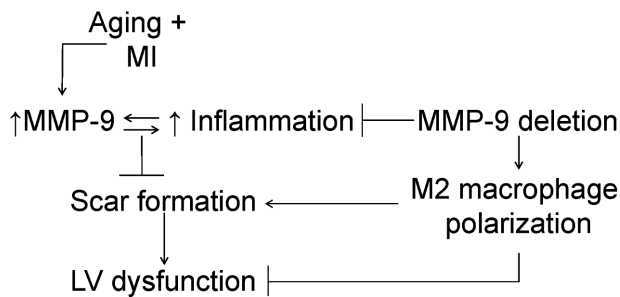 Aging +
MI
↑MMP-9 ↑ Inflammation MMP-9 deletion
Scar formation
M2 macrophage
polarization
LV dysfunction